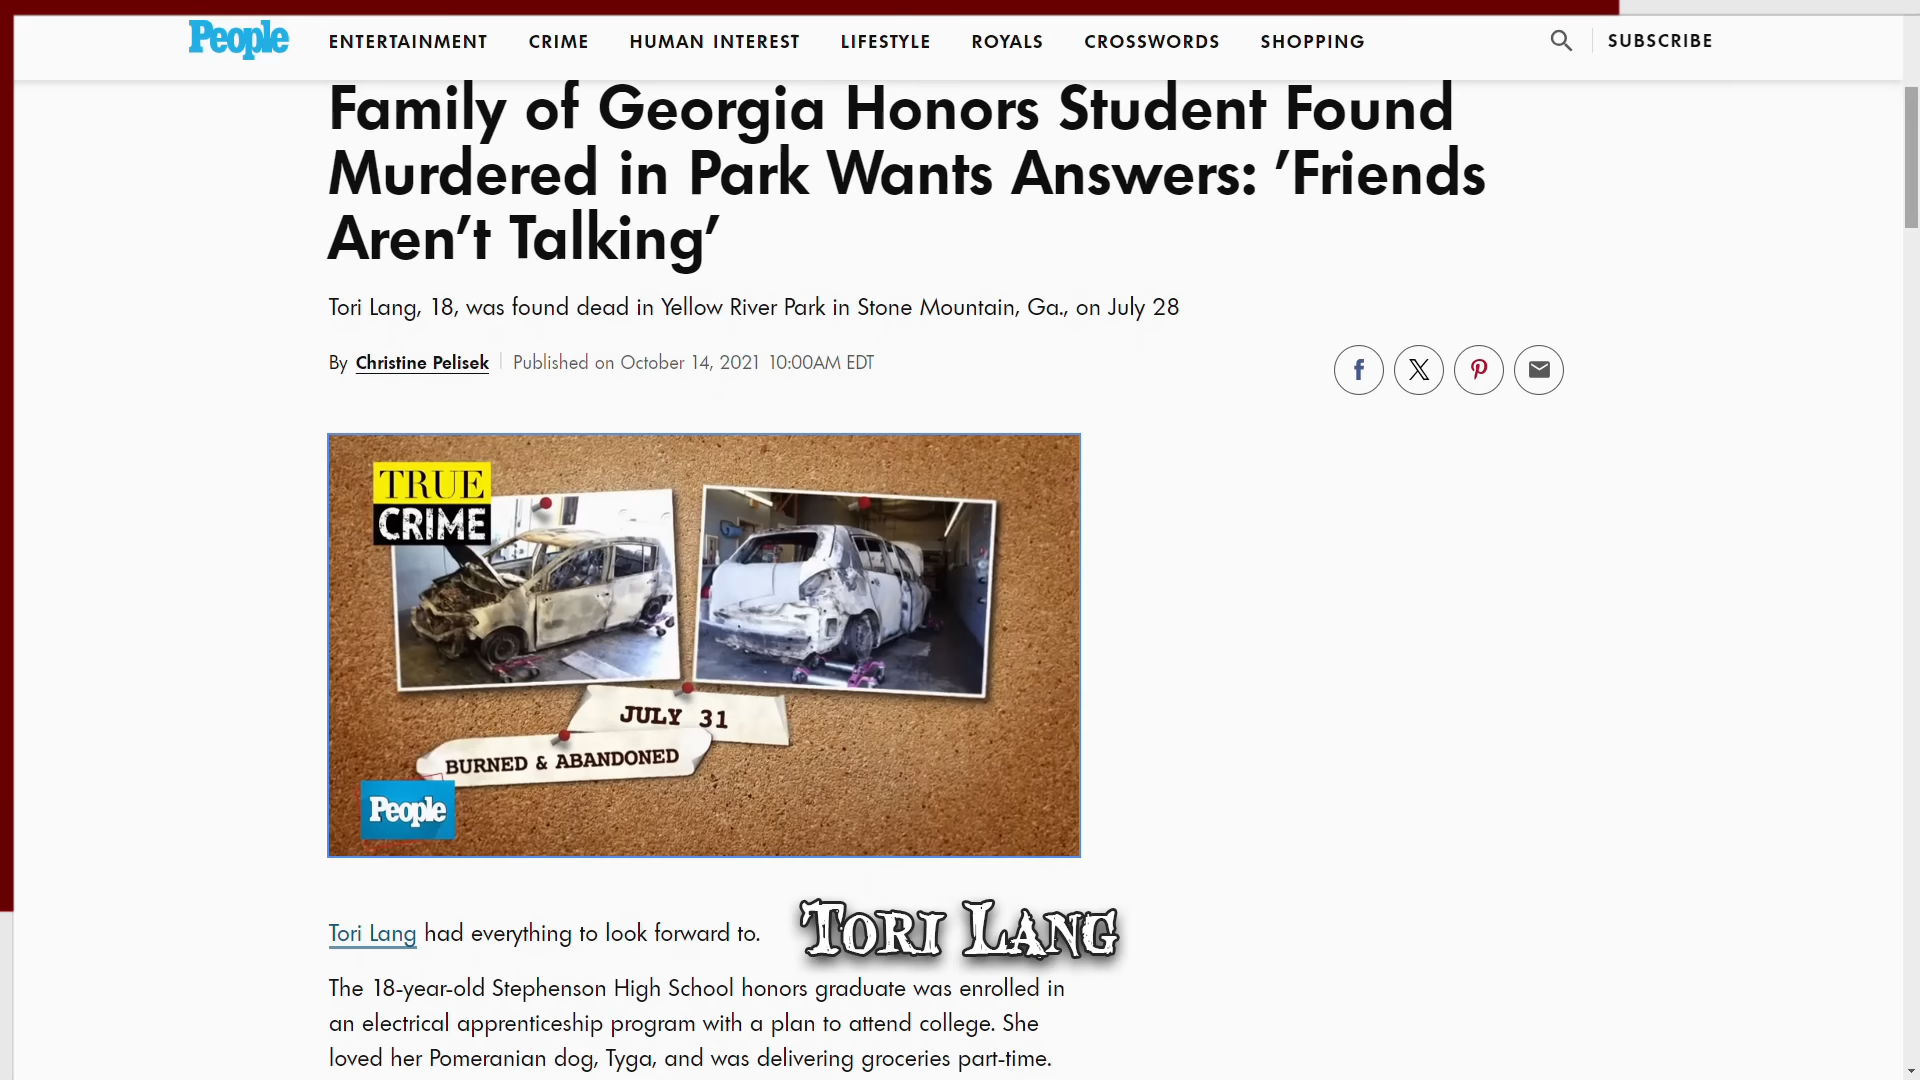 People ENTERTAINMENT CRIME HUMAN INTEREST LIFESTYLE ROYALS CROSSWORDS SHOPPING SUBSCRIBE
Family of Georgia Honors Student Found
Murdered in Park Wants Answers: 'Friends
Aren't Talking'
Tori Lang, 18, was found dead in Yellow River Park in Stone Mountain, Ga., on July 28
By Christine Pelisek Published on October 14, 2021 10:00AM EDT
TRUE
CRIME
JULY 31
BURNED & ABANDONED
People
Tori Lang had everything to look forward to.
TORI LANG
The 18-year-old Stephenson High School honors graduate was enrolled in
an electrical apprenticeship program with a plan to attend college. She
loved her Pomeranian dog, Tyga, and was delivering groceries part-time.